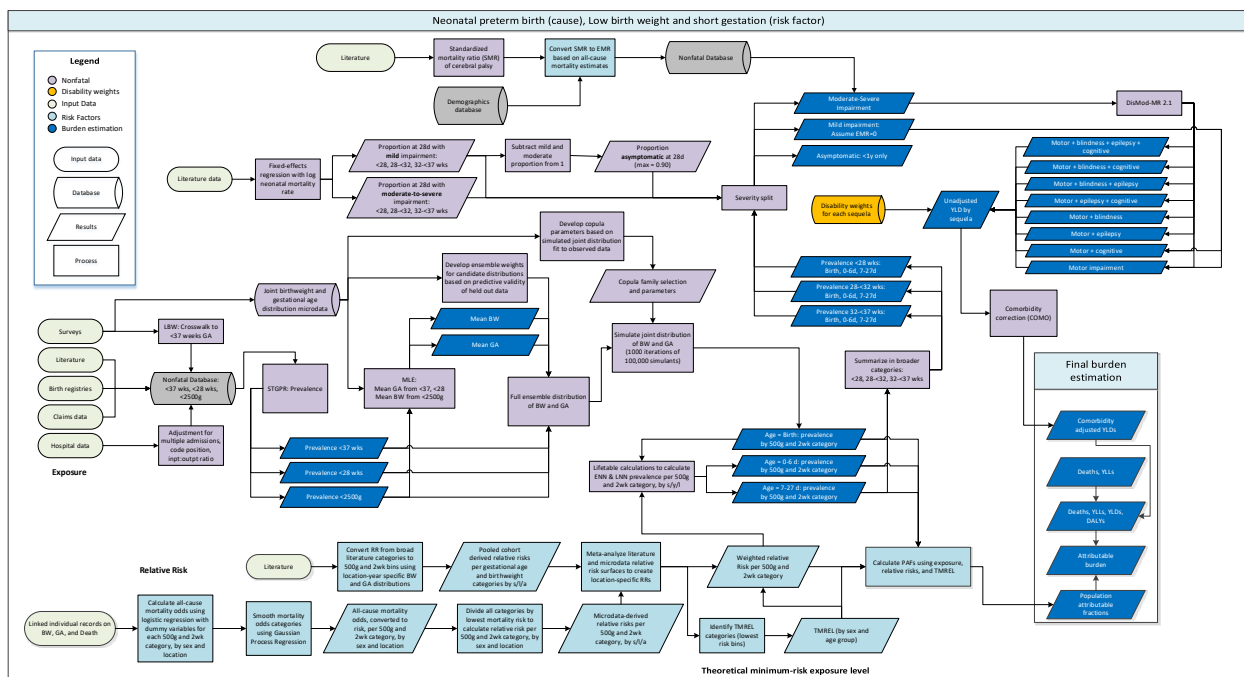 Neonatal preterm birth (cause), Low birth weight and short gestation (risk factor)
Legend
Nonfatal
Disability weights
Input Data
Risk Factors
Burden estimation
Input data
Database
Results
Process
Literature
Standardized
mortality ratio (SMR)
of cerebral palsy
Convert SMR to EMR
based on all-cause
mortality estimates
Nonfatal Database
Demographics
database
Moderate-Severe
Impairment
DisMod-MR 2.1
Mild impairment:
Assume EMR=0
Asymptomatic: <1y only
Literature data
Fixed-effects
regression with log
neonatal mortality
rate
Proportion at 28d with
mild impairment:
<28, 28-<32, 32-<37 wks
Proportion at 28d with
moderate-to-severe
impairment:
<28, 28-<32, 32-<37 wks
Subtract mild and
moderate proportion from 1
Proportion
asymptomatic at 28d
(max = 0.90)
Severity split
Disability weights
for each sequela
Unadjusted
YLD by
sequela
Motor + blindness + epilepsy +
cognitive
Motor + blindness + cognitive
Motor + blindness + epilepsy
Motor + epilepsy + cognitive
Motor + blindness
Motor + epilepsy
Motor + cognitive
Motor impairment
Develop copula
parameters based on
simulated joint distribution
fit to observed data
Develop ensemble weights
for candidate distributions
based on predictive validity
of held out data
Joint birthweight and
gestational age
distribution microdata
Copula family selection
and parameters
Prevalence <28 wks:
Birth, 0-6d, 7-27d
Prevalence 28-<32 wks:
Birth, 0-6d, 7-27d
Prevalence 32-<37 wks:
Birth, 0-6d, 7-27d
Comorbidity
correction (COMO)
Surveys
LBW: Crosswalk to
<37 weeks GA
Mean BW
Mean GA
Simulate joint distribution
of BW and GA
(1000 iterations of
100,000 simulants)
Literature
Birth registries
Claims data
Hospital data
Nonfatal Database:
<37 wks, <28 wks,
<2500g
STGPR: Prevalence
MLE:
Mean GA from <37, <28
Mean BW from <2500g
Full ensemble distribution
of BW and GA
Summarize in broader
categories:
<28, 28-<32, 32-<37 wks
Final burden
estimation
Adjustment for
multiple admissions,
code position,
inpt:outpt ratio
Exposure
Prevalence <37 wks
Prevalence <28 wks
Prevalence <2500g
Lifetable calculations to calculate
ENN & LNN prevalence per 500g
and 2wk category, by s/y/l
Age = Birth: prevalence
by 500g and 2wk category
Age = 0-6 d: prevalence
by 500g and 2wk category
Age = 7-27 d: prevalence
by 500g and 2wk category
Comorbidity
adjusted YLDs
Deaths, YLLs
Deaths, YLLs, YLDs,
DALYs
Attributable
burden
Population
attributable
fractions
Relative Risk
Literature
Convert RR from broad
literature categories to
500g and 2wk bins using
location-year specific BW
and GA distributions
Pooled cohort
derived relative risks
per gestational age
and birthweight
categories by s/l/a
Meta-analyze literature
and microdata relative
risk surfaces to create
location-specific RRs
Weighted relative
Risk per 500g and
2wk category
Calculate PAFs using exposure,
relative risks, and TMREL
Linked individual records on
BW, GA, and Death
Calculate all-cause
mortality odds using
logistic regression with
dummy variables for
each 500g and 2wk
category, by sex and
location
Smooth mortality
odds categories
using Gaussian
Process Regression
All-cause mortality
odds, converted to
risk, per 500g and
2wk category, by
sex and location
Divide all categories by
lowest mortality risk to
calculate relative risk per
500g and 2wk category, by
sex and location
Microdata-derived
relative risks per
500g and 2wk
category, by s/l/a
Identify TMREL
categories (lowest
risk bins)
TMREL (by sex and
age group)
Theoretical minimum-risk exposure level